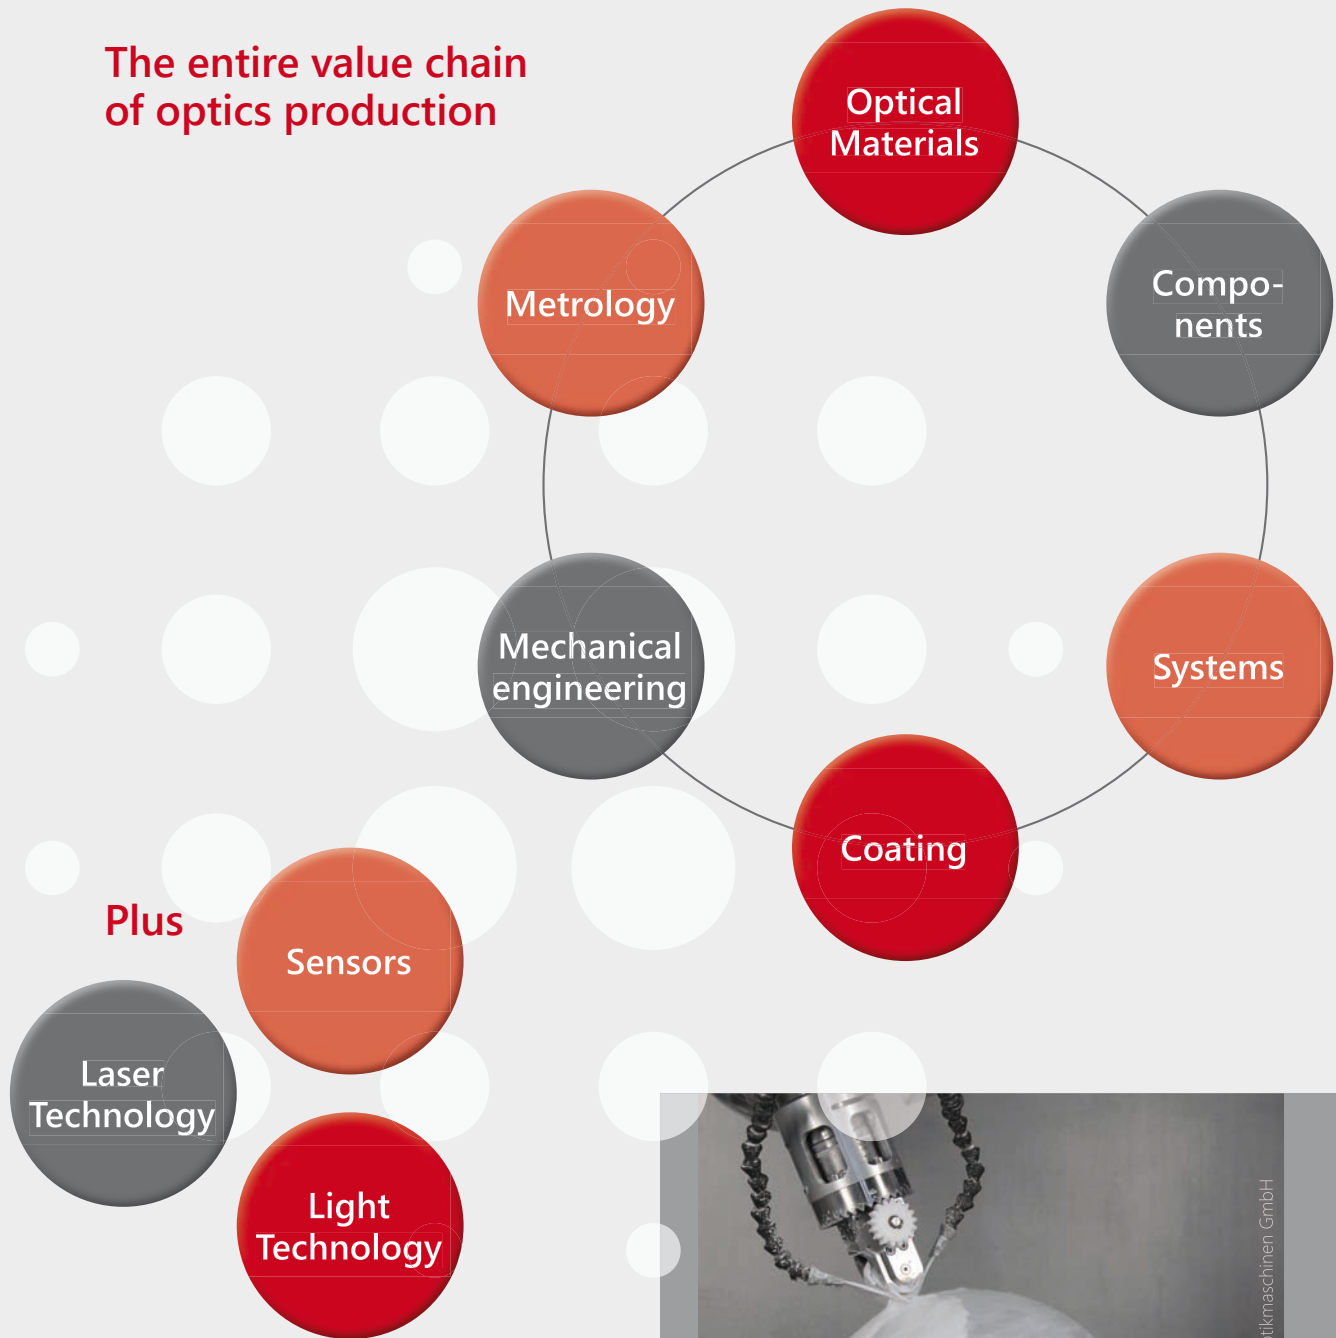 The entire value chain
of optics production
Optical
Materials
Metrology
Compo-
nents
Mechanical
engineering
Systems
Coating
Plus
Sensors
Laser
Technology
Light
Technology
ptikmaschinen GmbH